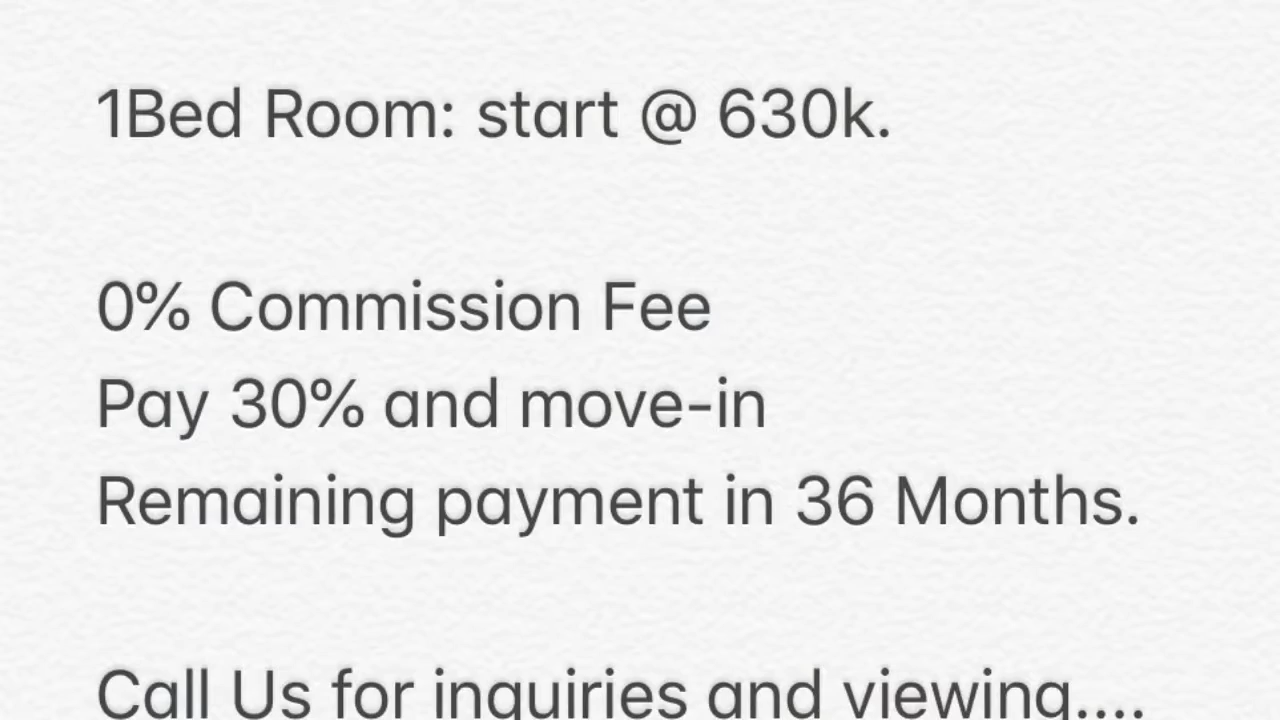 1Bed Room: start @ 630k.
0% Commission Fee
Pay 30% and move-in
Remaining payment in 36 Months.
Call Us for inquiries and viewing....